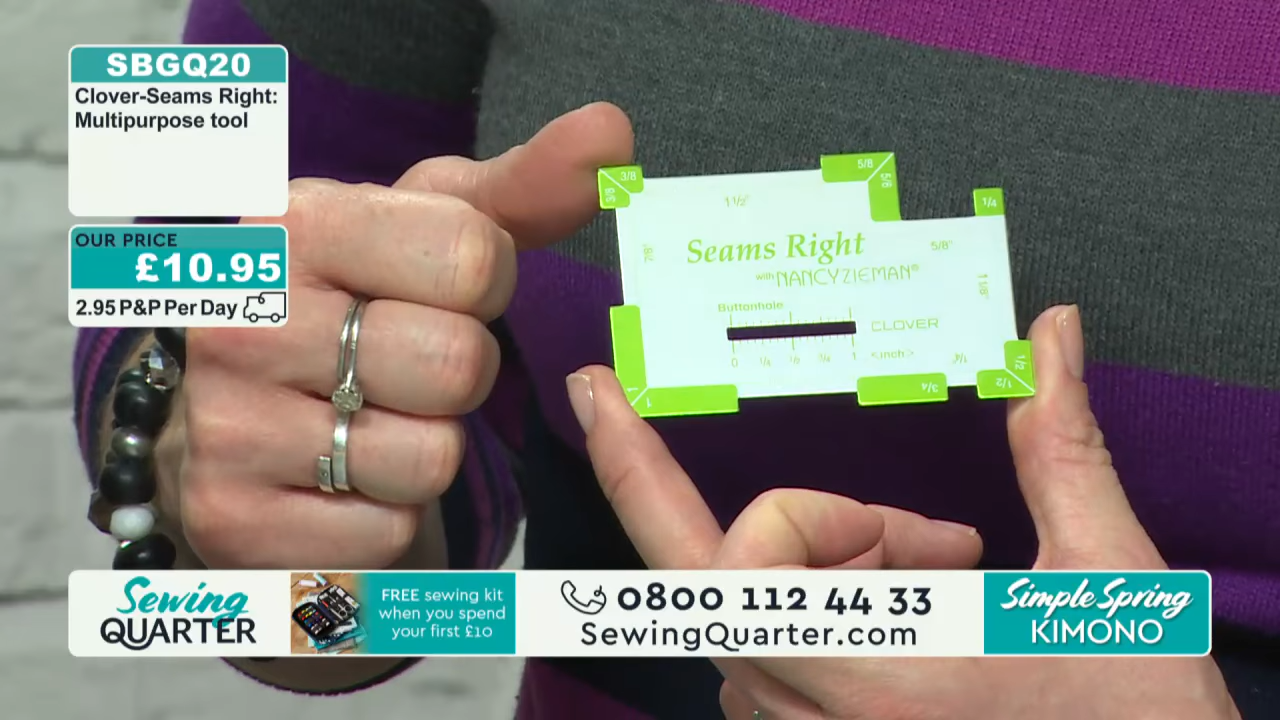 SBGQ20
Clover-Seams Right:
Multipurpose tool
OUR PRICE
£10.95
2.95 P&P Per Day
3/8
3/8
1 1/2"
5/8
5/8
1/4
7/8"
Seams Right
5/8"
with NANCY ZIEMAN®
1 1/8"
Buttonhole
CLOVER
0 1/4 1/2 3/4 1 <inch>
1/2
1/2
3/4
1
1
Sewing
QUARTER
FREE sewing kit
when you spend
your first £10
0800 112 44 33
SewingQuarter.com
Simple Spring
KIMONO